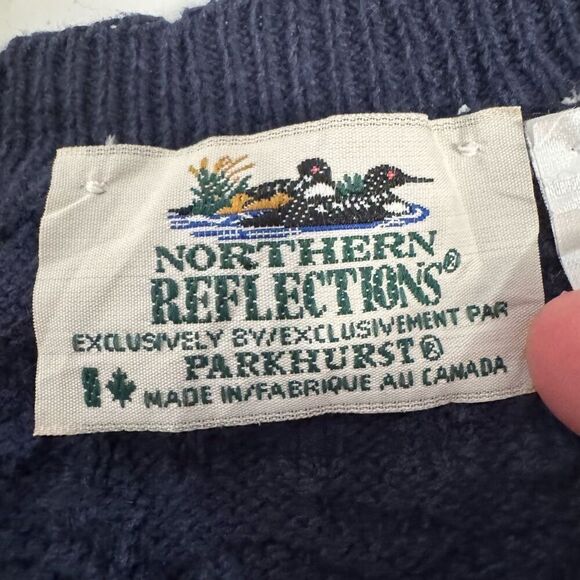 NORTHERN
REFLECTIONS®
EXCLUSIVELY BY/EXCLUSIVEMENT PAR
PARKHURST®
MADE IN/FABRIQUE AU CANADA